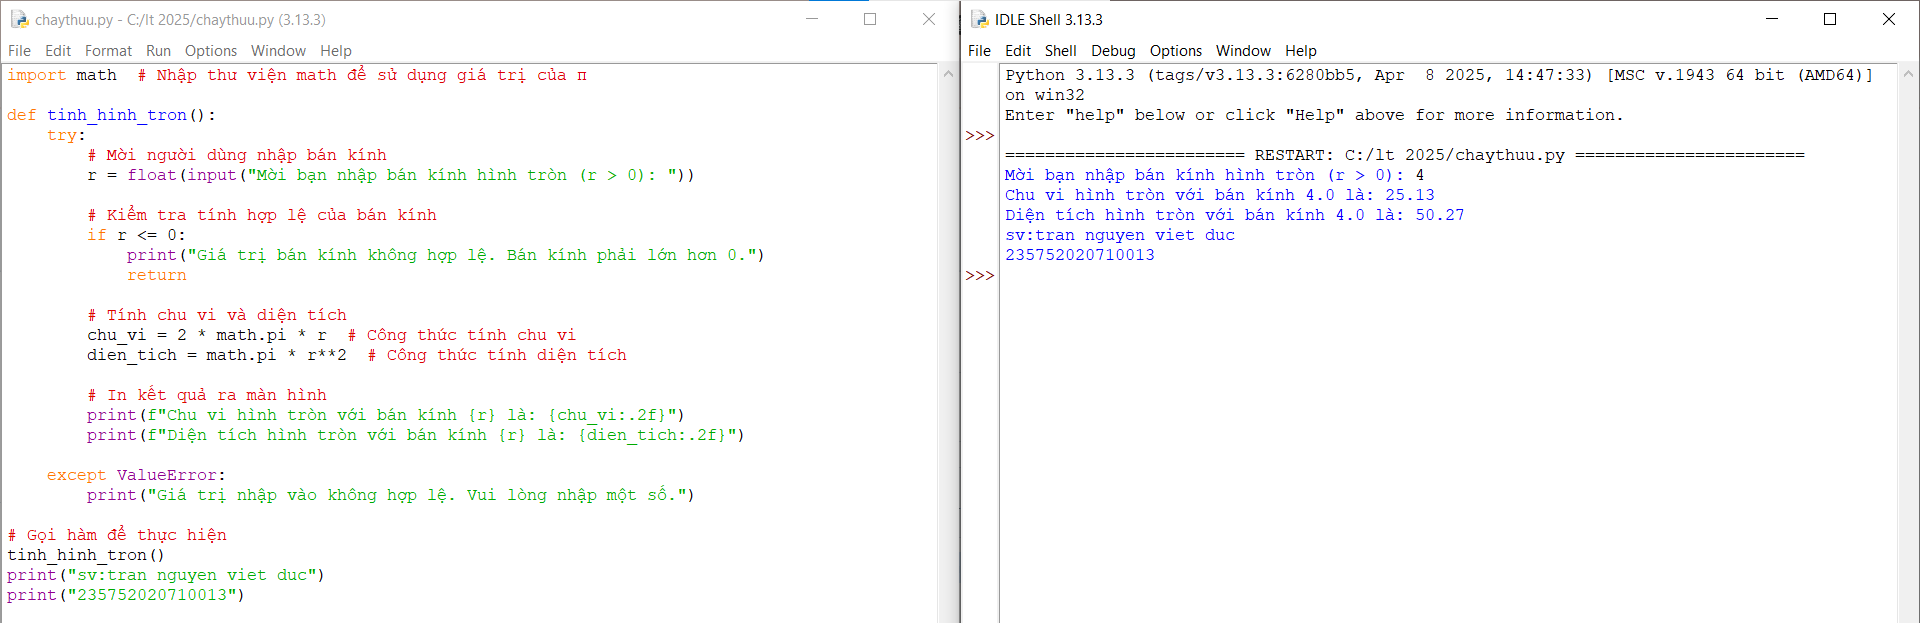 chaythuu.py - C:/lt 2025/chaythuu.py (3.13.3)
File Edit Format Run Options Window Help
import math  # Nhập thư viện math để sử dụng giá trị của π

def tinh_hinh_tron():
    try:
        # Mời người dùng nhập bán kính
        r = float(input("Mời bạn nhập bán kính hình tròn (r > 0): "))

        # Kiểm tra tính hợp lệ của bán kính
        if r <= 0:
            print("Giá trị bán kính không hợp lệ. Bán kính phải lớn hơn 0.")
            return

        # Tính chu vi và diện tích
        chu_vi = 2 * math.pi * r  # Công thức tính chu vi
        dien_tich = math.pi * r**2  # Công thức tính diện tích

        # In kết quả ra màn hình
        print(f"Chu vi hình tròn với bán kính {r} là: {chu_vi:.2f}")
        print(f"Diện tích hình tròn với bán kính {r} là: {dien_tich:.2f}")

    except ValueError:
        print("Giá trị nhập vào không hợp lệ. Vui lòng nhập một số.")

# Gọi hàm để thực hiện
tinh_hinh_tron()
print("sv:tran nguyen viet duc")
print("235752020710013")
IDLE Shell 3.13.3
File Edit Shell Debug Options Window Help
Python 3.13.3 (tags/v3.13.3:6280bb5, Apr  8 2025, 14:47:33) [MSC v.1943 64 bit (AMD64)]
on win32
Enter "help" below or click "Help" above for more information.
>>>
======================== RESTART: C:/lt 2025/chaythuu.py =======================
Mời bạn nhập bán kính hình tròn (r > 0): 4
Chu vi hình tròn với bán kính 4.0 là: 25.13
Diện tích hình tròn với bán kính 4.0 là: 50.27
sv:tran nguyen viet duc
235752020710013
>>>